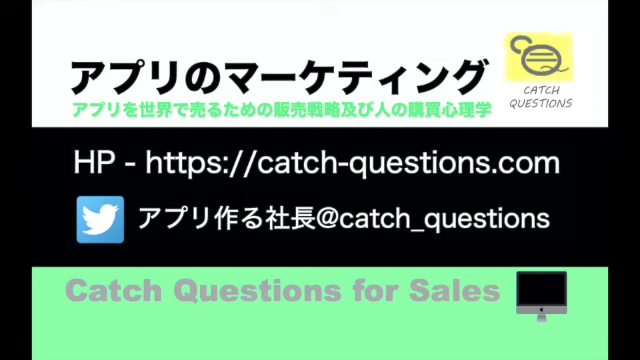 アプリのマーケティング
アプリを世界で売るための販売戦略及び人の購買心理学
CATCH
QUESTIONS
HP - https://catch-questions.com
アプリ作る社長@catch_questions
Catch Questions for Sales